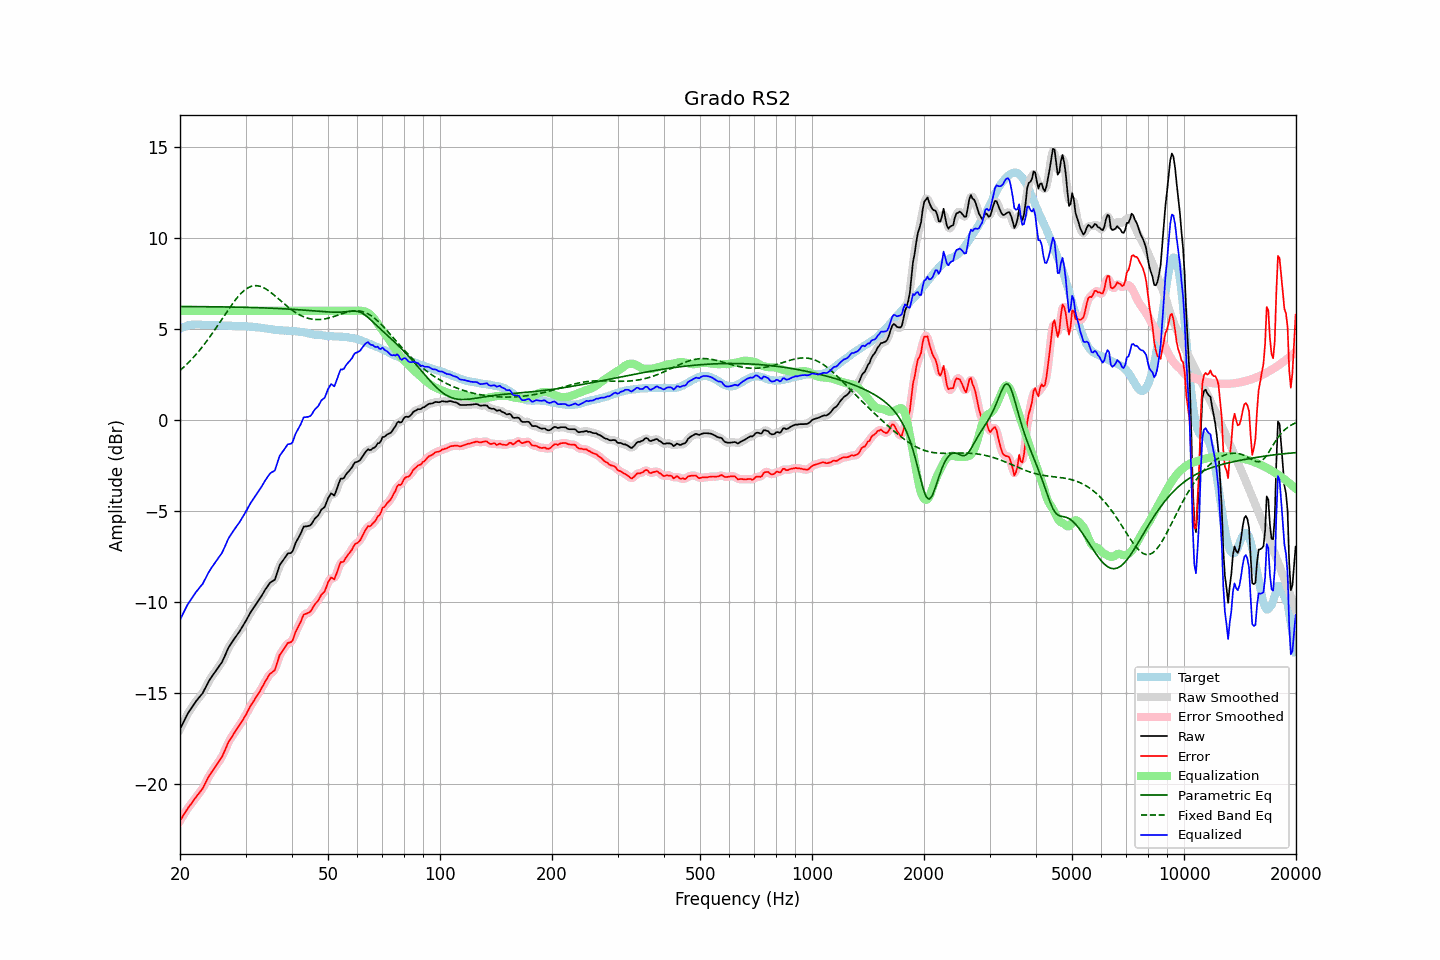 Grado RS2
Amplitude (dBr)
15
10
5
0
−5
−10
−15
−20
20
50
100
200
500
1000
2000
5000
10000
20000
Frequency (Hz)
Target
Raw Smoothed
Error Smoothed
Raw
Error
Equalization
Parametric Eq
Fixed Band Eq
Equalized